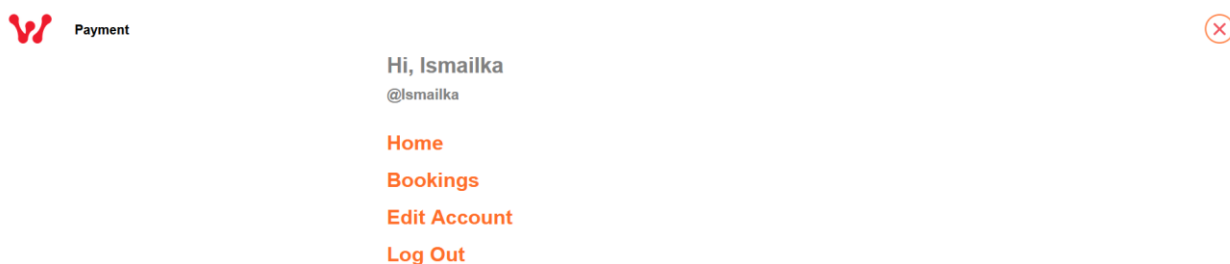 Payment
Hi, Ismailka
@Ismailka
Home
Bookings
Edit Account
Log Out